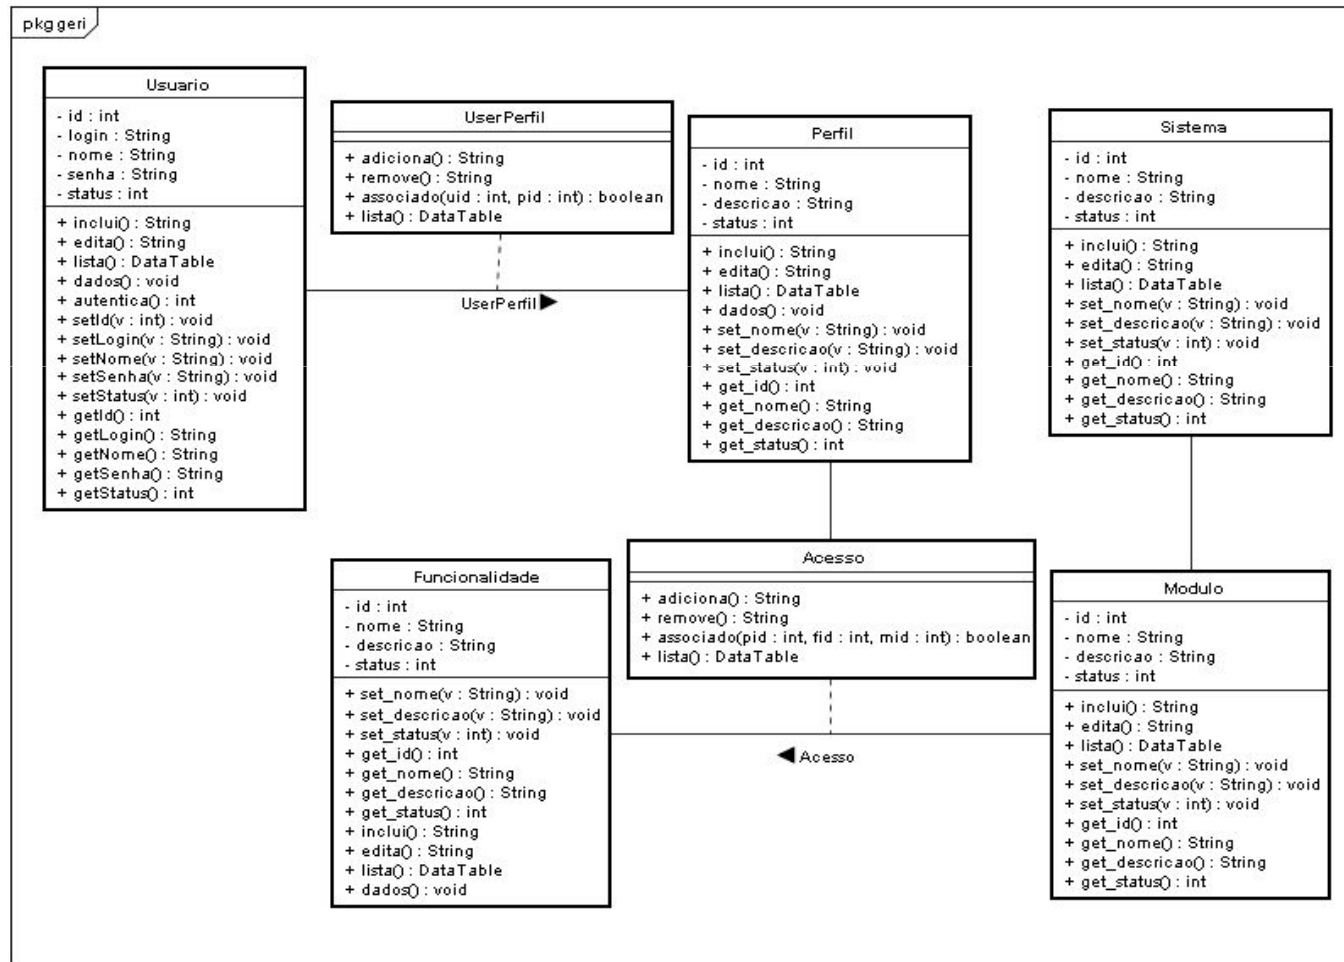 pkg geri
Usuario
- id : int
- login : String
- nome : String
- senha : String
- status : int
+ inclui() : String
+ edita() : String
+ lista() : DataTable
+ dados() : void
+ autentica() : int
+ setId(v : int) : void
+ setLogin(v : String) : void
+ setNome(v : String) : void
+ setSenha(v : String) : void
+ setStatus(v : int) : void
+ getId() : int
+ getLogin() : String
+ getNome() : String
+ getSenha() : String
+ getStatus() : int
UserPerfil
+ adiciona() : String
+ remove() : String
+ associado(uid : int, pid : int) : boolean
+ lista() : DataTable
UserPerfil
Perfil
- id : int
- nome : String
- descricao : String
- status : int
+ inclui() : String
+ edita() : String
+ lista() : DataTable
+ dados() : void
+ set_nome(v : String) : void
+ set_descricao(v : String) : void
+ set_status(v : int) : void
+ get_id() : int
+ get_nome() : String
+ get_descricao() : String
+ get_status() : int
Sistema
- id : int
- nome : String
- descricao : String
- status : int
+ inclui() : String
+ edita() : String
+ lista() : DataTable
+ set_nome(v : String) : void
+ set_descricao(v : String) : void
+ set_status(v : int) : void
+ get_id() : int
+ get_nome() : String
+ get_descricao() : String
+ get_status() : int
Funcionalidade
- id : int
- nome : String
- descricao : String
- status : int
+ set_nome(v : String) : void
+ set_descricao(v : String) : void
+ set_status(v : int) : void
+ get_id() : int
+ get_nome() : String
+ get_descricao() : String
+ get_status() : int
+ inclui() : String
+ edita() : String
+ lista() : DataTable
+ dados() : void
Acesso
+ adiciona() : String
+ remove() : String
+ associado(pid : int, fid : int, mid : int) : boolean
+ lista() : DataTable
Acesso
Modulo
- id : int
- nome : String
- descricao : String
- status : int
+ inclui() : String
+ edita() : String
+ lista() : DataTable
+ set_nome(v : String) : void
+ set_descricao(v : String) : void
+ set_status(v : int) : void
+ get_id() : int
+ get_nome() : String
+ get_descricao() : String
+ get_status() : int